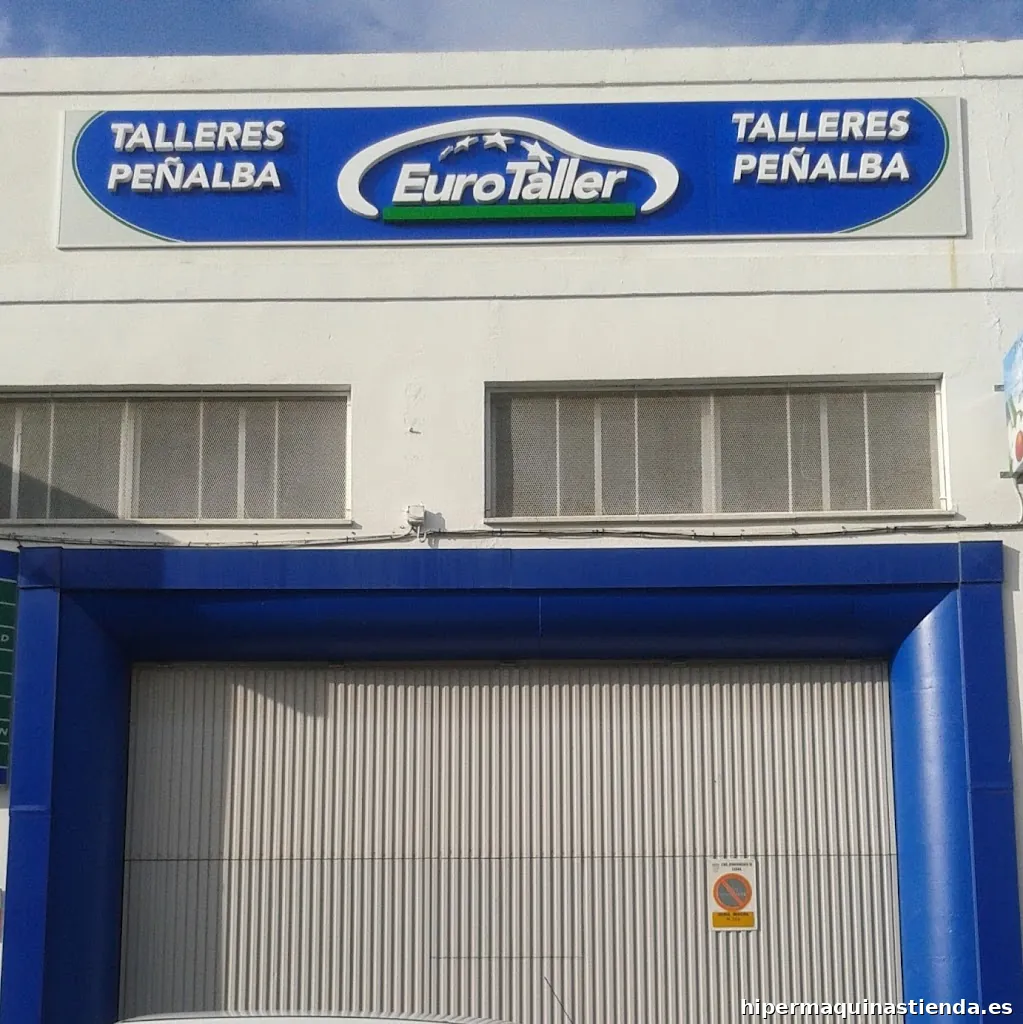 TALLERES
PEÑALBA
EuroTaller
TALLERES
PEÑALBA
hipermaquinastienda.es